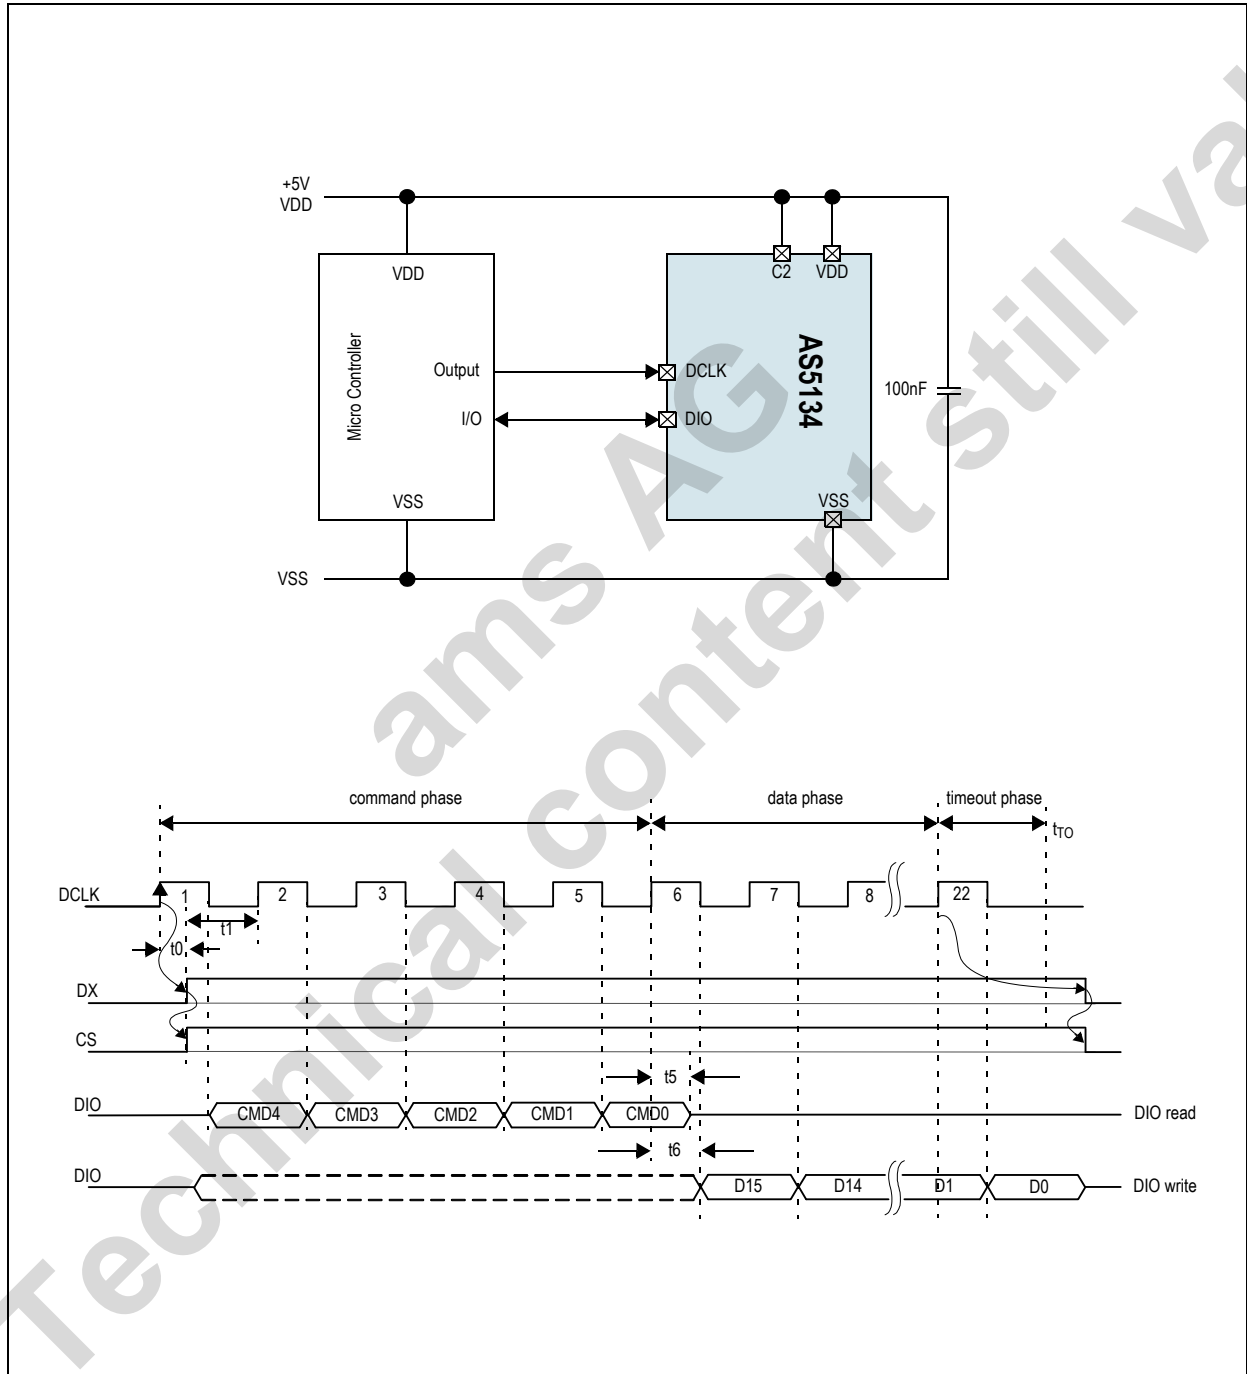 +5V
VDD
VDD
C2
VDD
Micro Controller
Output
DCLK
AS5134
100nF
I/O
DIO
VSS
VSS
VSS
ams AG
Technical content still val
command phase
data phase
timeout phase
tTO
DCLK
1
2
3
4
5
6
7
8
22
t1
t0
DX
CS
t5
DIO
CMD4
CMD3
CMD2
CMD1
CMD0
DIO read
t6
DIO
D15
D14
D1
D0
DIO write